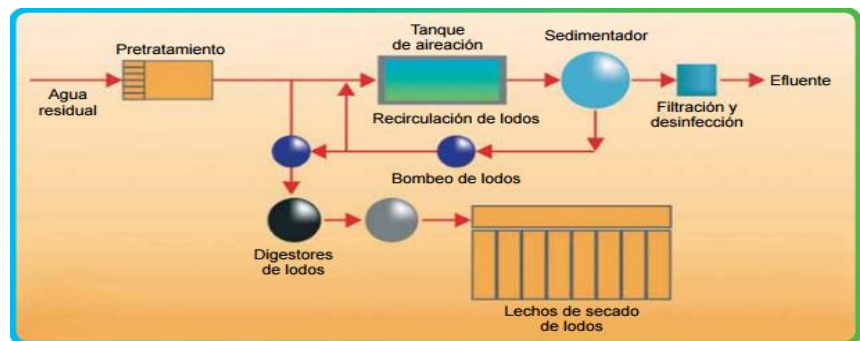 Pretratamiento
Agua
residual
Tanque
de aireación
Sedimentador
Efluente
Filtración y
desinfección
Recirculación de lodos
Bombeo de lodos
Digestores
de lodos
Lechos de secado
de lodos